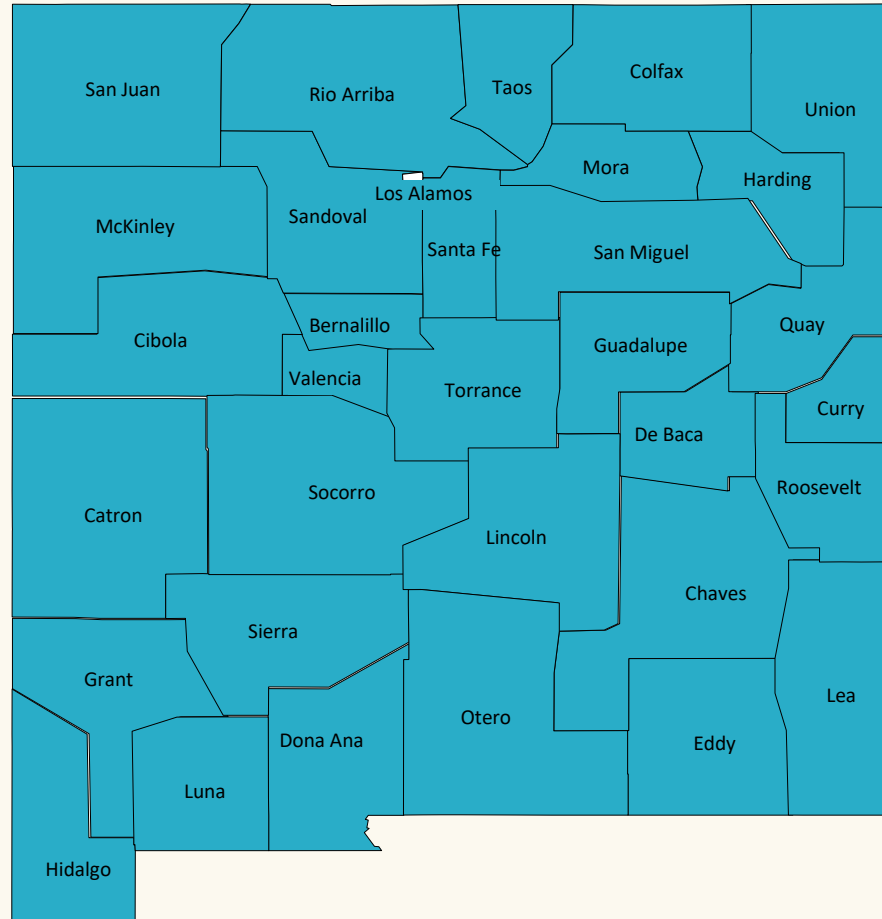 San Juan
Rio Arriba
Taos
Colfax
Union
Mora
Harding
Los Alamos
McKinley
Sandoval
Santa Fe
San Miguel
Cibola
Bernalillo
Quay
Guadalupe
Valencia
Torrance
Curry
De Baca
Roosevelt
Socorro
Catron
Lincoln
Chaves
Sierra
Grant
Lea
Otero
Dona Ana
Eddy
Luna
Hidalgo